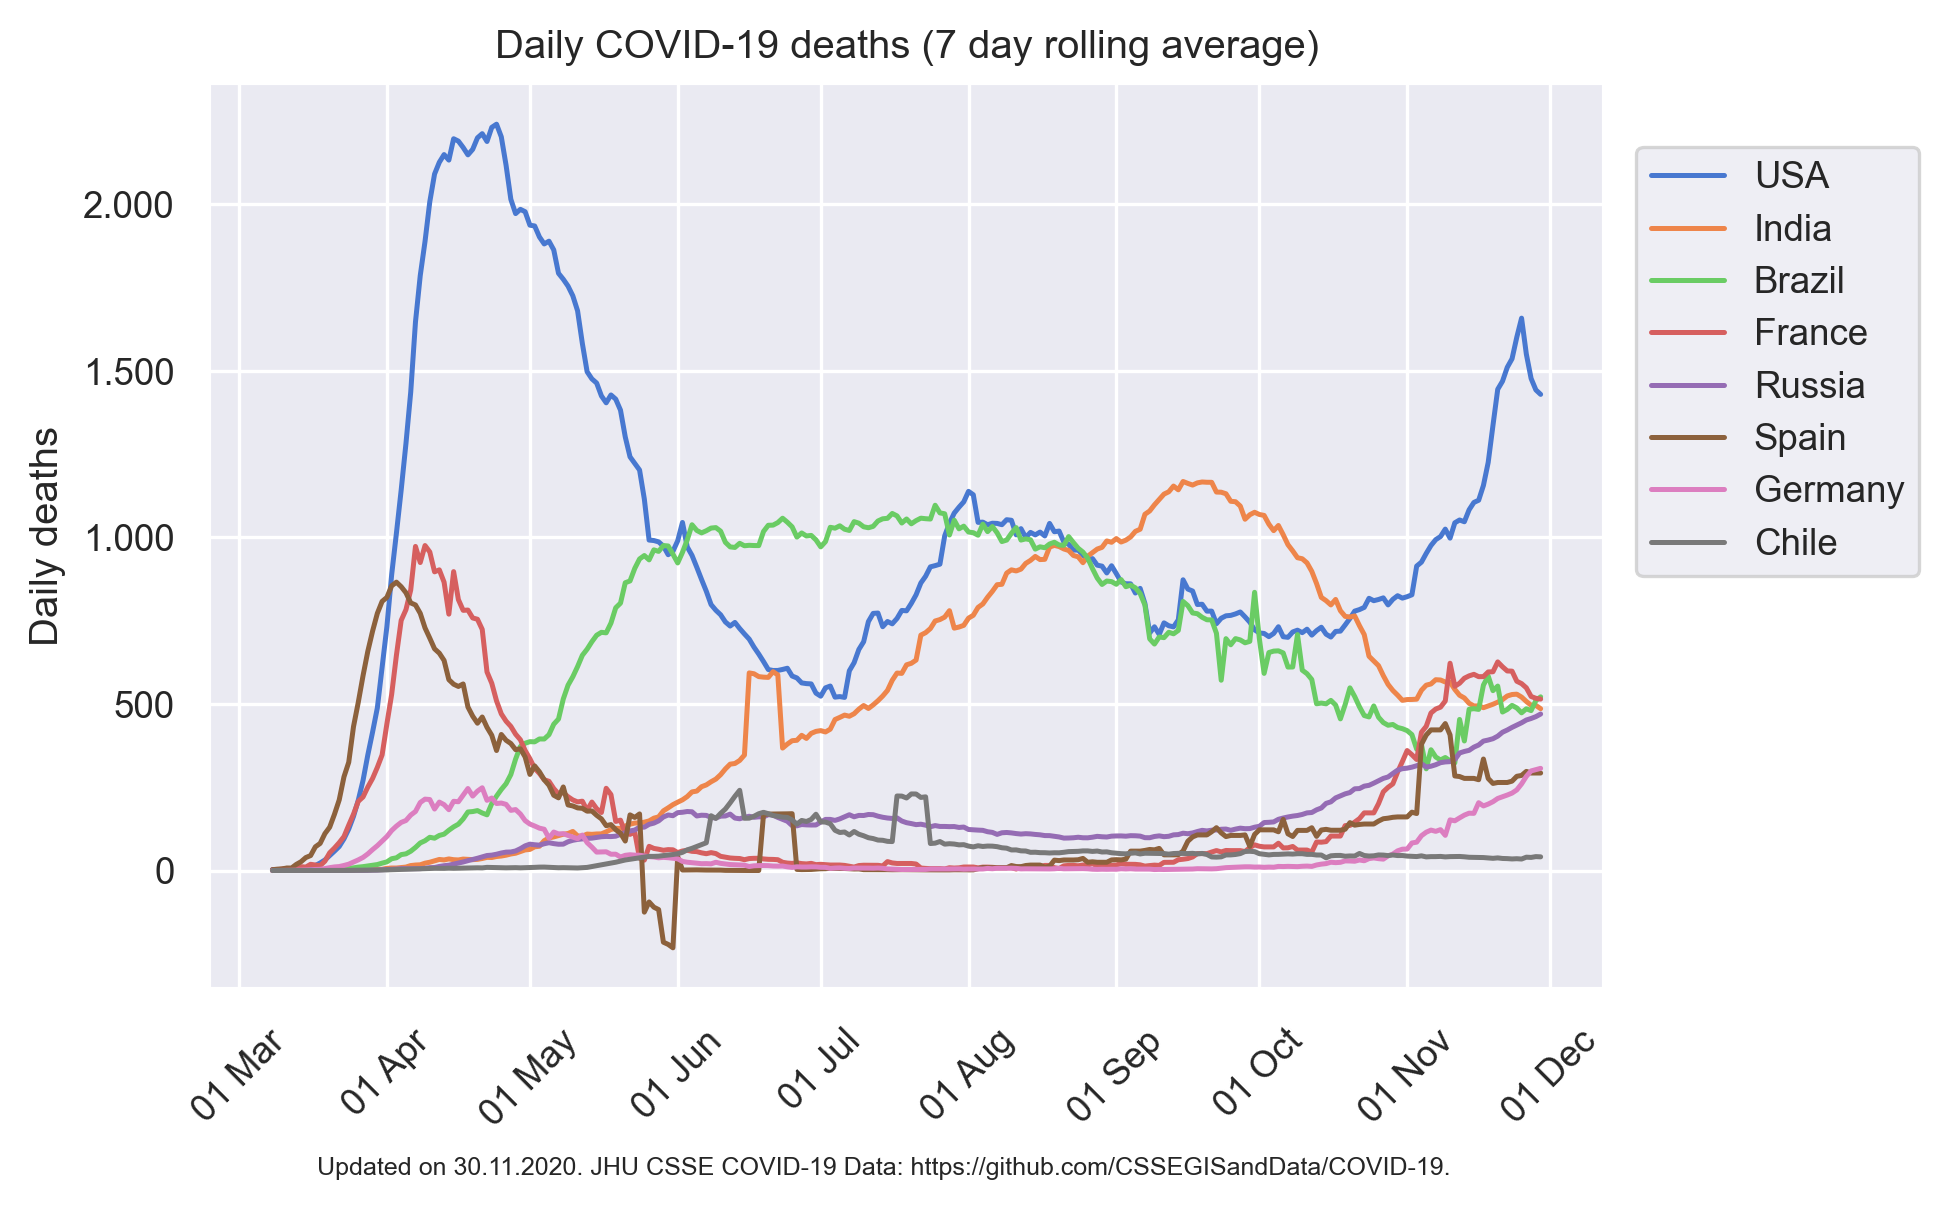 Daily COVID-19 deaths (7 day rolling average)
Daily deaths
2.000
1.500
1.000
500
0
01 Mar
01 Apr
01 May
01 Jun
01 Jul
01 Aug
01 Sep
01 Oct
01 Nov
01 Dec
USA
India
Brazil
France
Russia
Spain
Germany
Chile
Updated on 30.11.2020. JHU CSSE COVID-19 Data: https://github.com/CSSEGISandData/COVID-19.